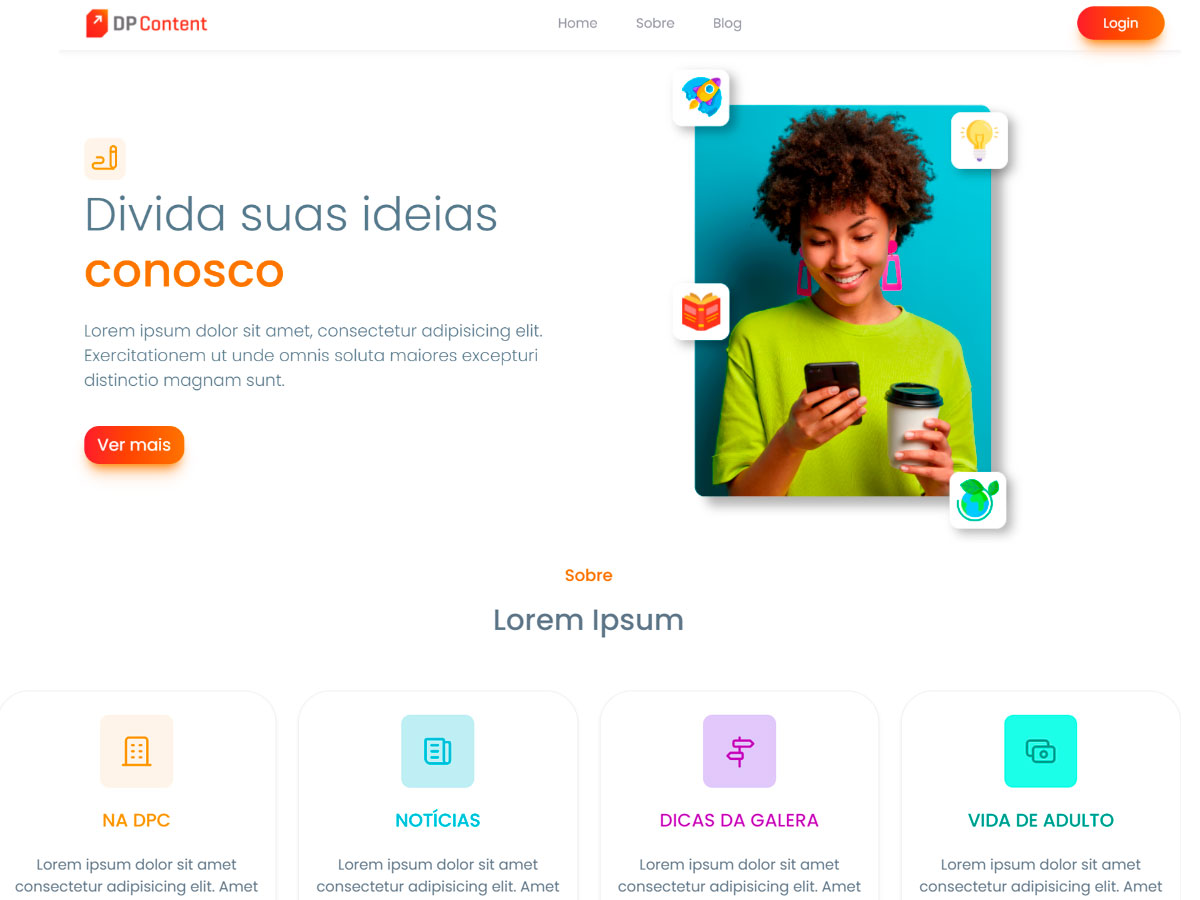 DP Content
Home
Sobre
Blog
Login
Divida suas ideias
conosco
Lorem ipsum dolor sit amet, consectetur adipisicing elit.
Exercitationem ut unde omnis soluta maiores excepturi
distinctio magnam sunt.
Ver mais
Sobre
Lorem Ipsum
NA DPC
Lorem ipsum dolor sit amet
consectetur adipisicing elit. Amet
NOTÍCIAS
Lorem ipsum dolor sit amet
consectetur adipisicing elit. Amet
DICAS DA GALERA
Lorem ipsum dolor sit amet
consectetur adipisicing elit. Amet
VIDA DE ADULTO
Lorem ipsum dolor sit amet
consectetur adipisicing elit. Amet